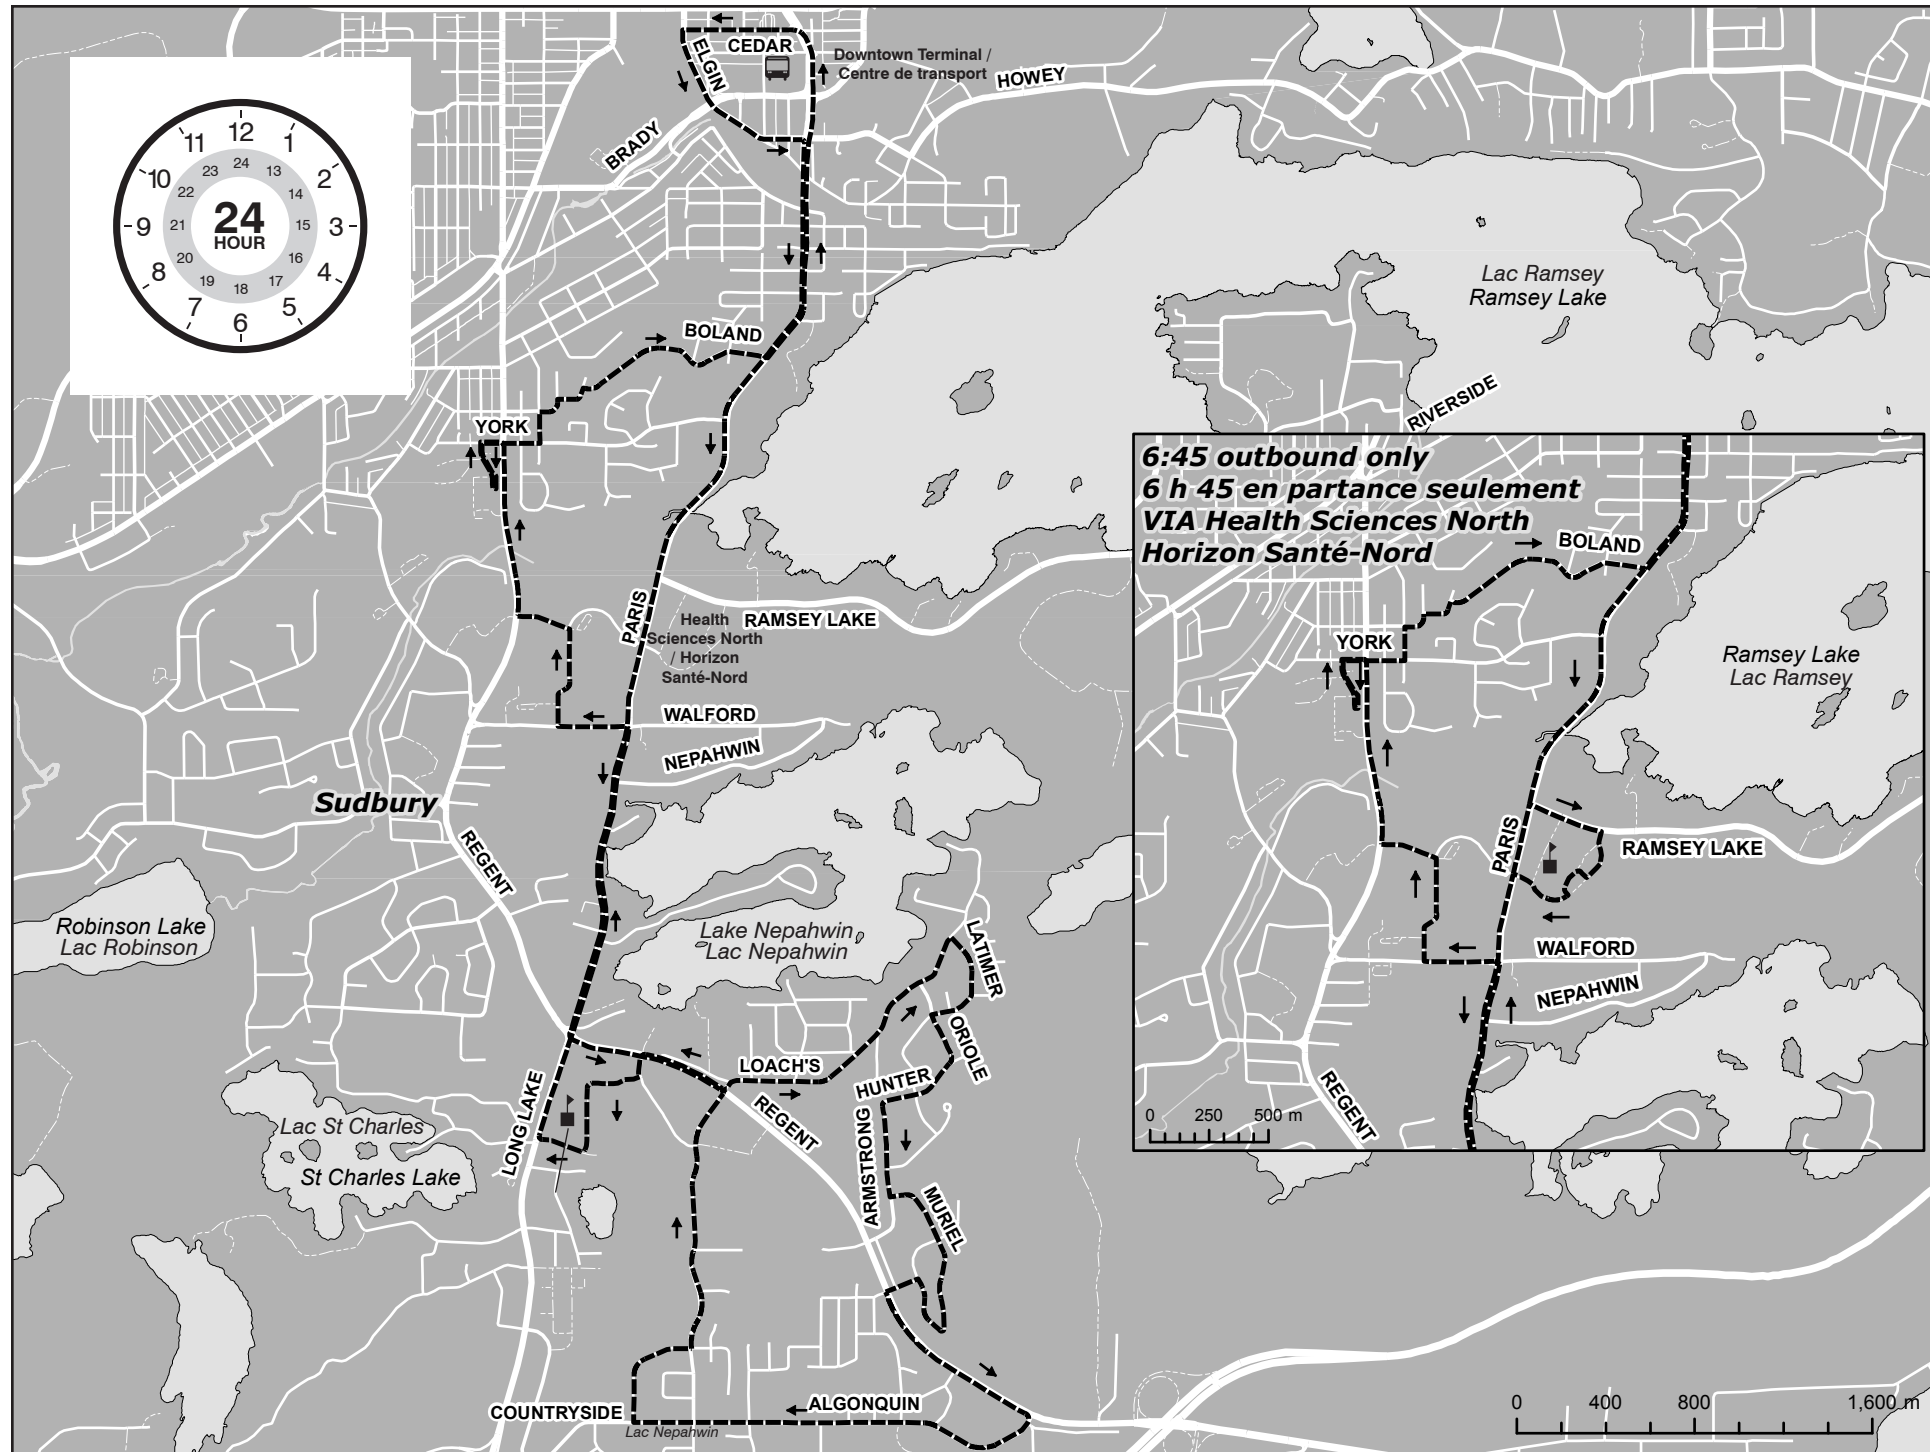 CEDAR
ELGIN
Downtown Terminal /
Centre de transport
HOWEY
BRADY
12
1
2
3
4
5
6
7
8
9
10
11
24
13
14
15
16
17
18
19
20
21
22
23
24
HOUR
Lac Ramsey
Ramsey Lake
BOLAND
RIVERSIDE
YORK
PARIS
Health
Sciences North
/ Horizon
Santé-Nord
RAMSEY LAKE
WALFORD
NEPAHWIN
Sudbury
REGENT
Robinson Lake
Lac Robinson
Lake Nepahwin
Lac Nepahwin
LATIMER
ORIOLE
LOACH'S
HUNTER
REGENT
ARMSTRONG
MURIEL
LONG LAKE
Lac St Charles
St Charles Lake
COUNTRYSIDE
ALGONQUIN
Lac Nepahwin
6:45 outbound only
6 h 45 en partance seulement
VIA Health Sciences North
Horizon Santé-Nord
BOLAND
YORK
Ramsey Lake
Lac Ramsey
PARIS
RAMSEY LAKE
WALFORD
NEPAHWIN
REGENT
0 250 500 m
0 400 800 1,600 m